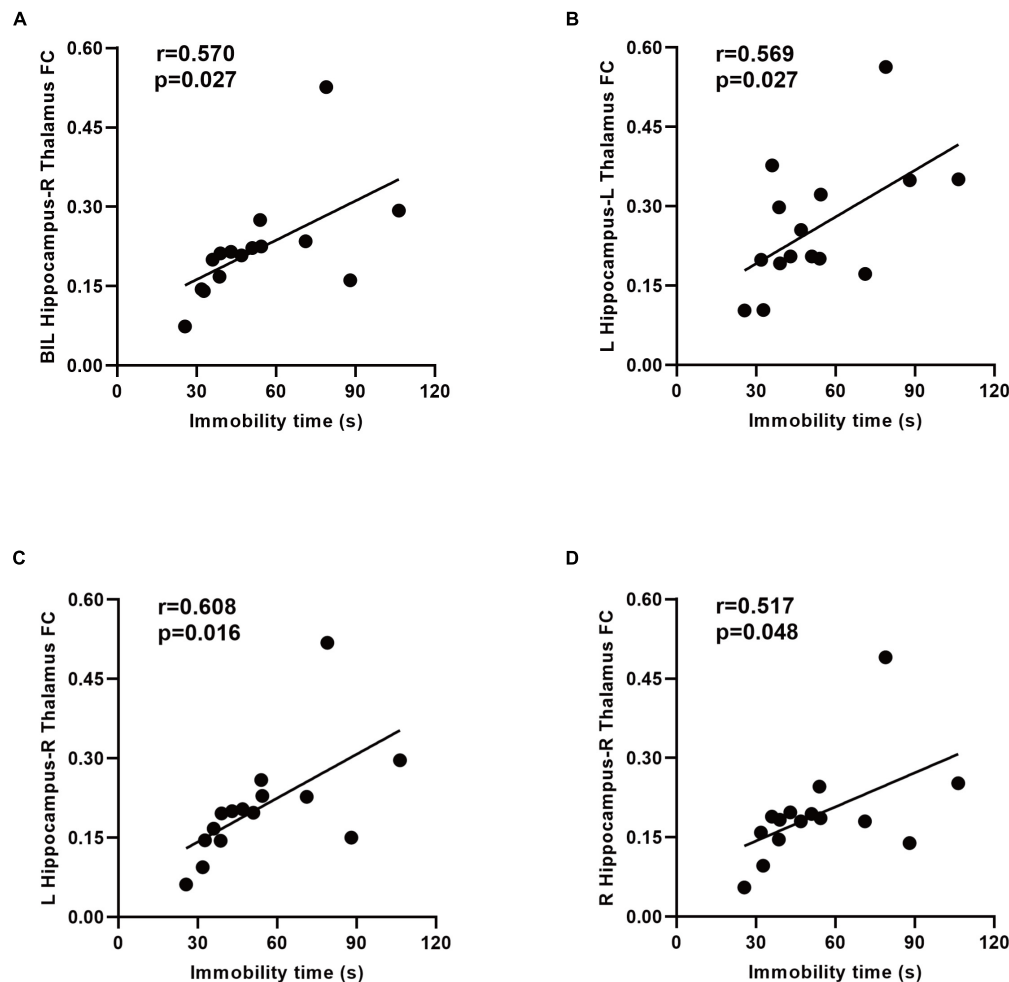 A
r=0.570
p=0.027
BIL Hippocampus-R Thalamus FC
0.60
0.45
0.30
0.15
0.00
0 30 60 90 120
Immobility time (s)
B
r=0.569
p=0.027
L Hippocampus-L Thalamus FC
0.60
0.45
0.30
0.15
0.00
0 30 60 90 120
Immobility time (s)
C
r=0.608
p=0.016
L Hippocampus-R Thalamus FC
0.60
0.45
0.30
0.15
0.00
0 30 60 90 120
Immobility time (s)
D
r=0.517
p=0.048
R Hippocampus-R Thalamus FC
0.60
0.45
0.30
0.15
0.00
0 30 60 90 120
Immobility time (s)